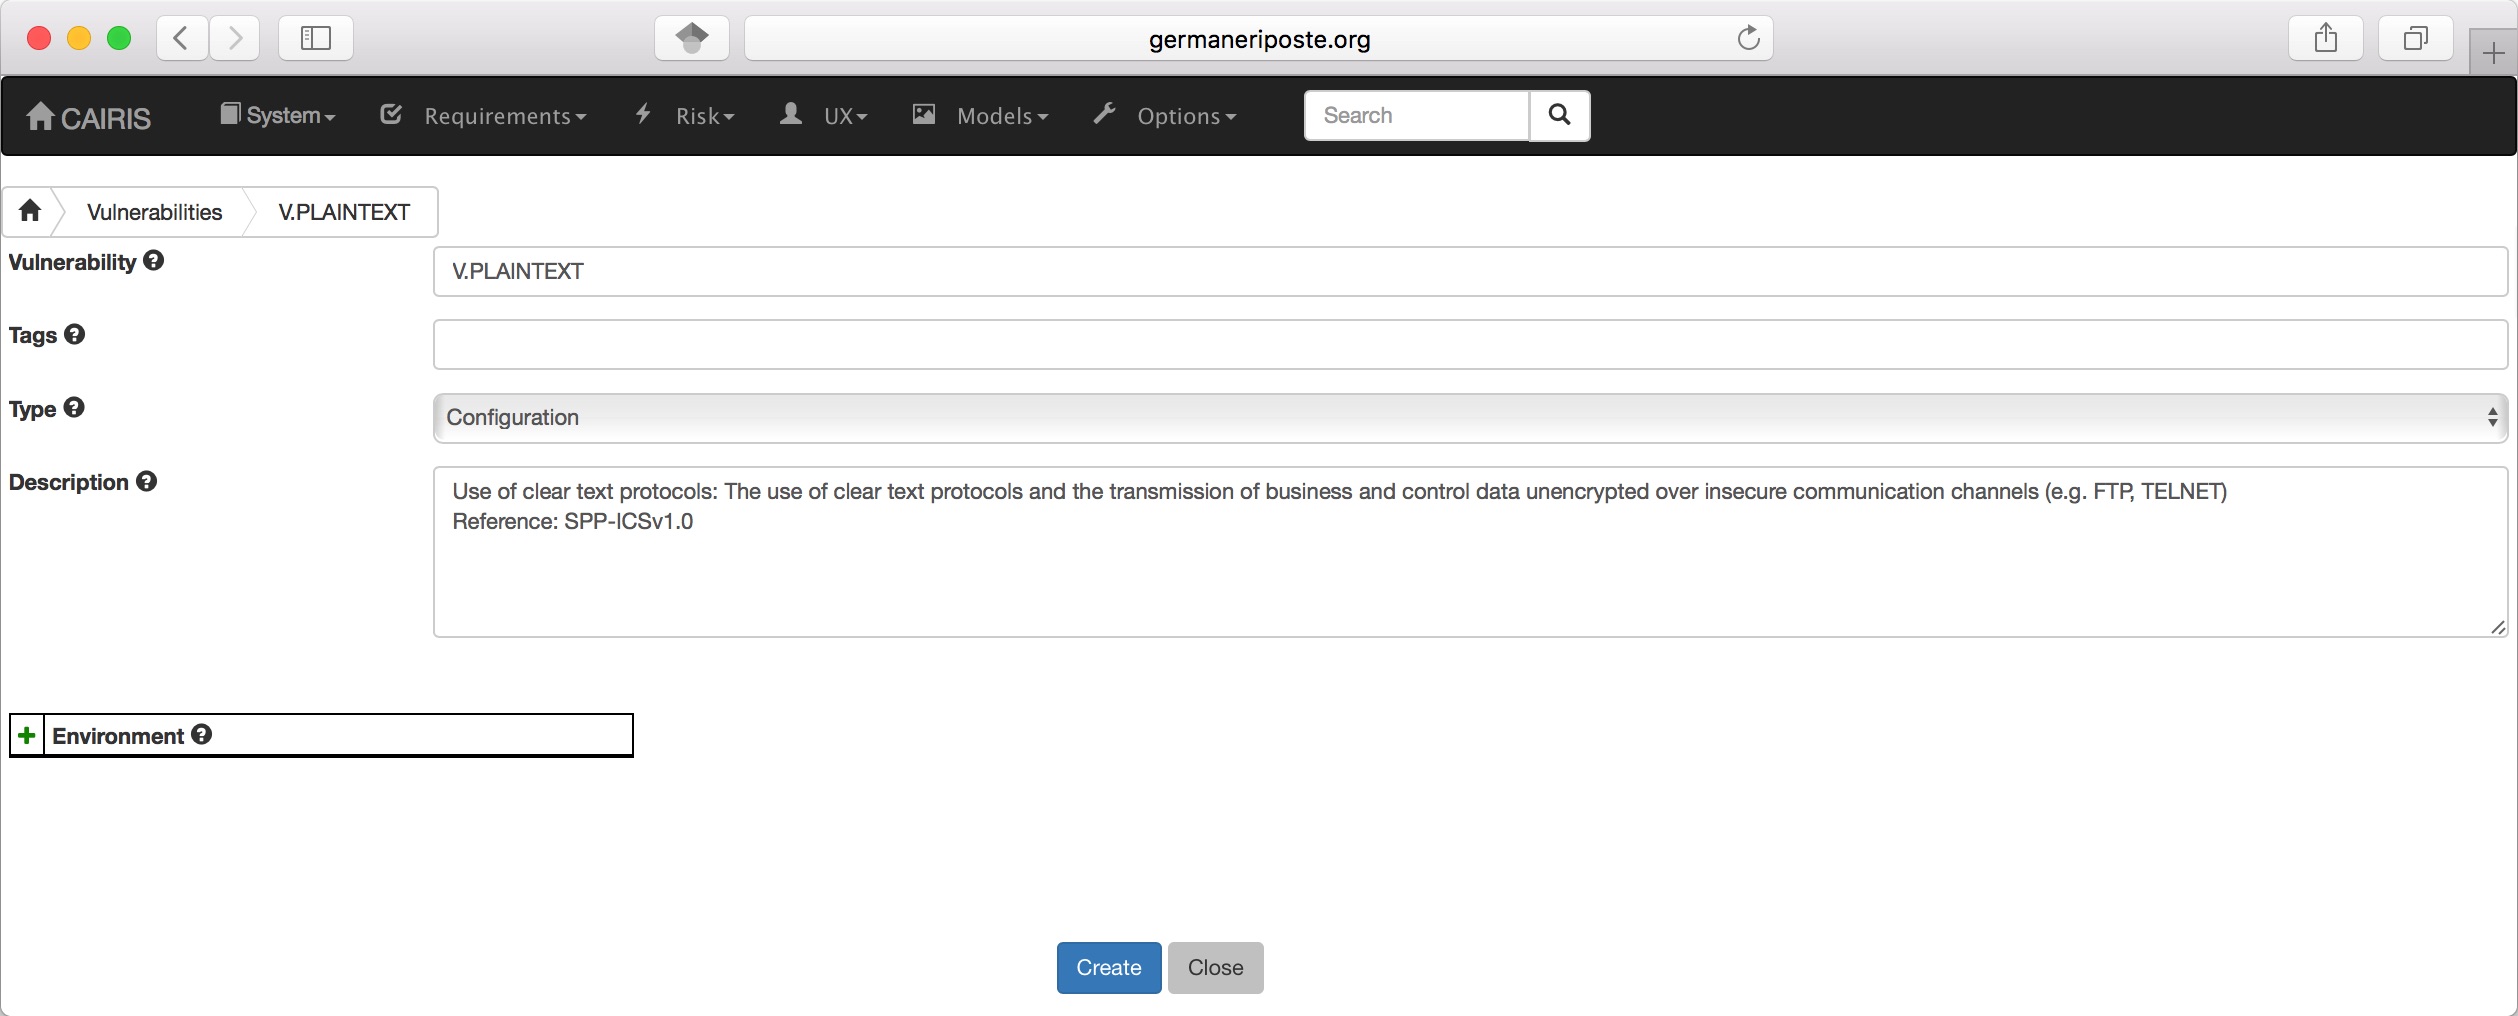 germaneriposte.org
CAIRIS System Requirements Risk UX Models Options Search
Vulnerabilities V.PLAINTEXT
Vulnerability V.PLAINTEXT
Tags
Type Configuration
Description Use of clear text protocols: The use of clear text protocols and the transmission of business and control data unencrypted over insecure communication channels (e.g. FTP, TELNET)
Reference: SPP-ICSv1.0
Environment
Create Close